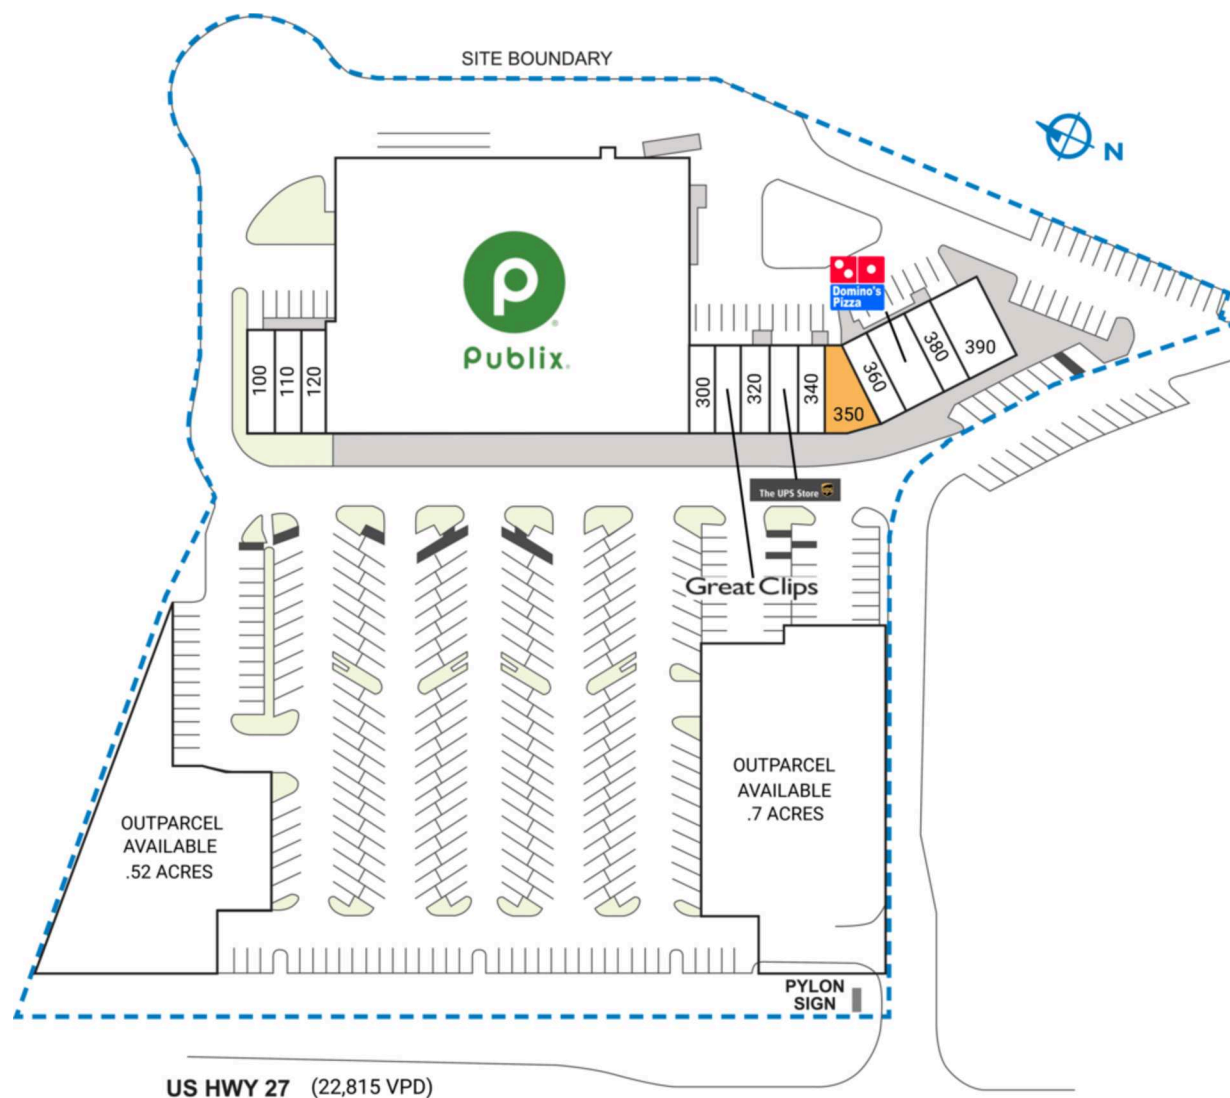 SITE BOUNDARY
N
Publix.
Domino's
Pizza
100
110
120
300
320
340
350
360
380
390
The UPS Store
ups
Great Clips
OUTPARCEL
AVAILABLE
.52 ACRES
OUTPARCEL
AVAILABLE
.7 ACRES
PYLON
SIGN
US HWY 27 (22,815 VPD)